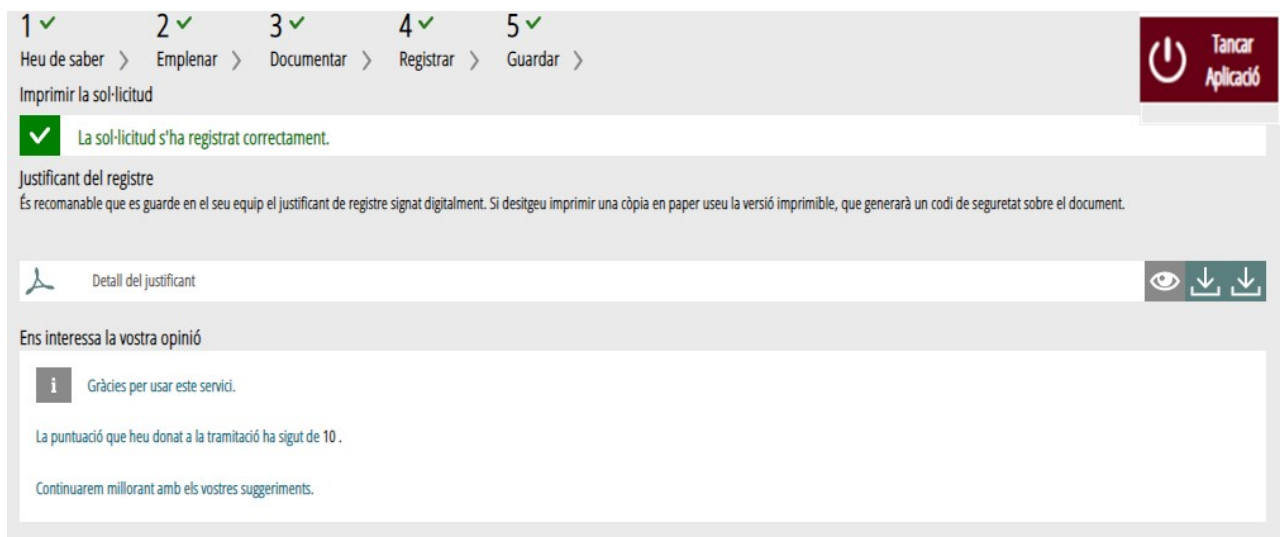 1 2 3 4 5
Heu de saber Emplenar Documentar Registrar Guardar
Tancar
Aplicació
Imprimir la sol·licitud
La sol·licitud s'ha registrat correctament.
Justificant del registre
És recomanable que es guarde en el seu equip el justificant de registre signat digitalment. Si desitgeu imprimir una còpia en paper useu la versió imprimible, que generarà un codi de seguretat sobre el document.
Detall del justificant
Ens interessa la vostra opinió
i Gràcies per usar este servici.
La puntuació que heu donat a la tramitació ha sigut de 10 .
Continuarem millorant amb els vostres suggeriments.